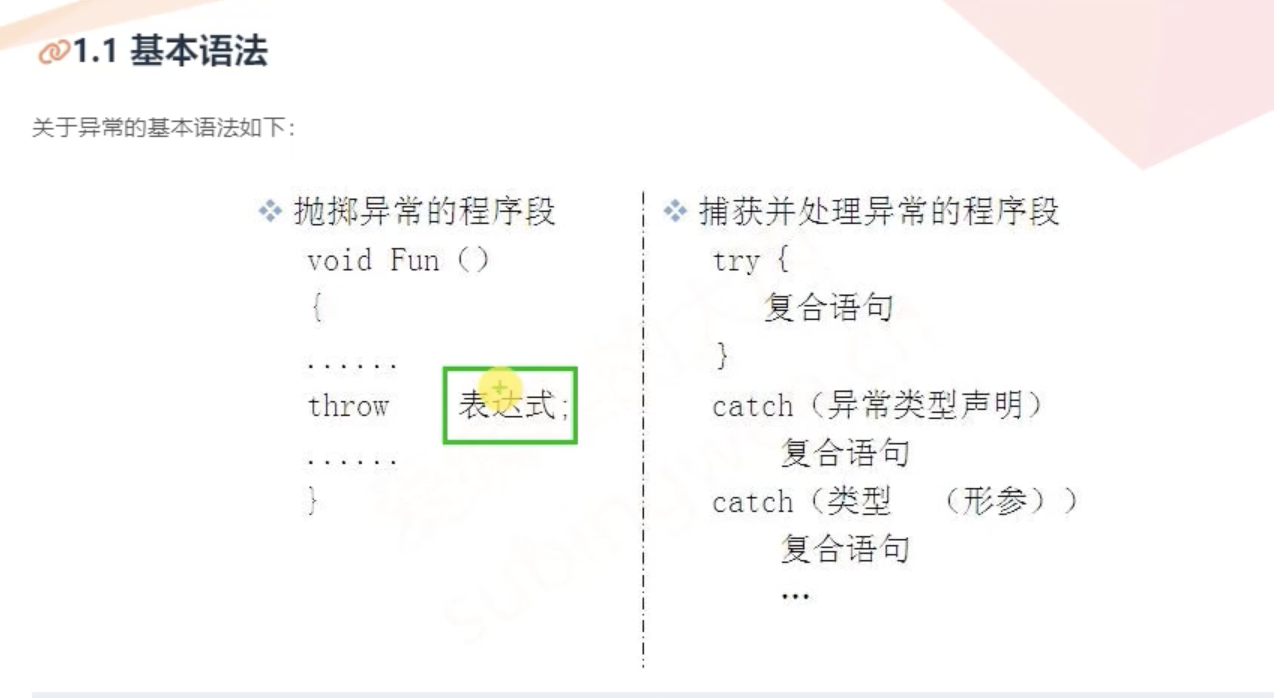 1.1 基本语法
关于异常的基本语法如下：
抛掷异常的程序段
void Fun（）
{
......
throw 表达式;
......
}
捕获并处理异常的程序段
try {
复合语句
}
catch（异常类型声明）
复合语句
catch（类型 （形参））
复合语句
…